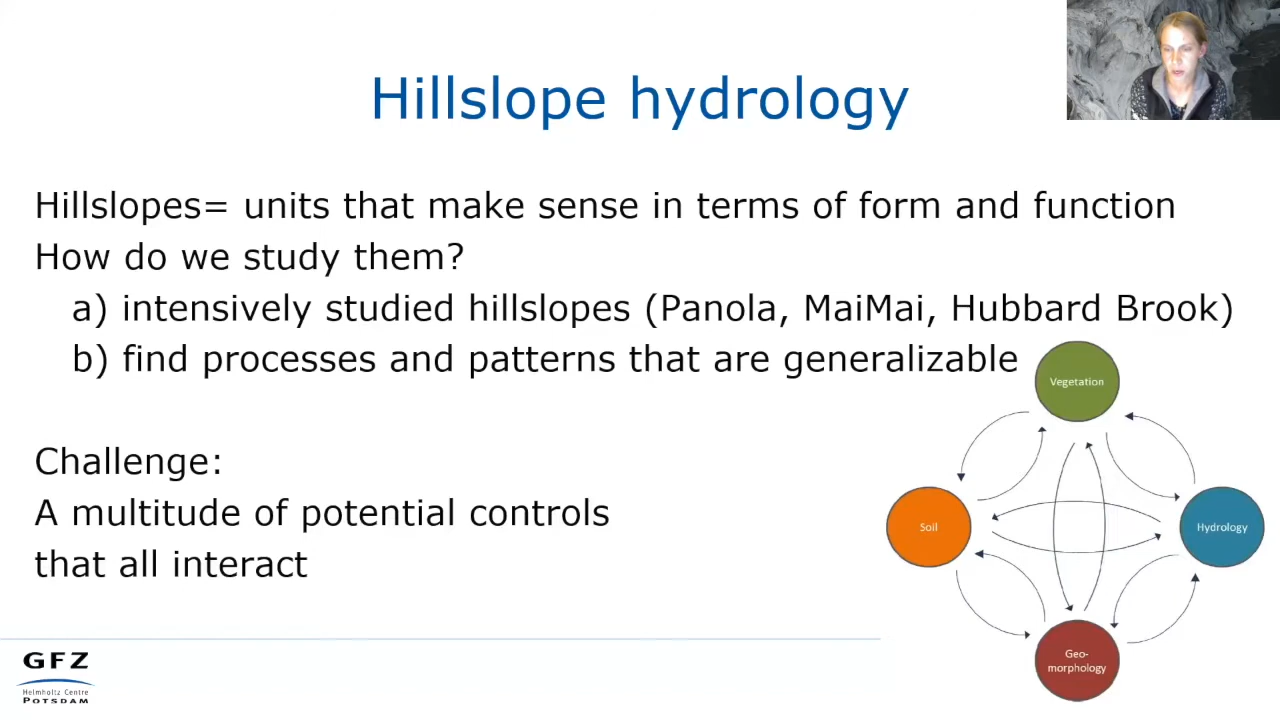 Hillslope hydrology
Hillslopes= units that make sense in terms of form and function
How do we study them?
a) intensively studied hillslopes (Panola, MaiMai, Hubbard Brook)
b) find processes and patterns that are generalizable
Challenge:
A multitude of potential controls
that all interact
Vegetation
Soil
Hydrology
Geo-
morphology
GFZ
Helmholtz Centre
POTSDAM